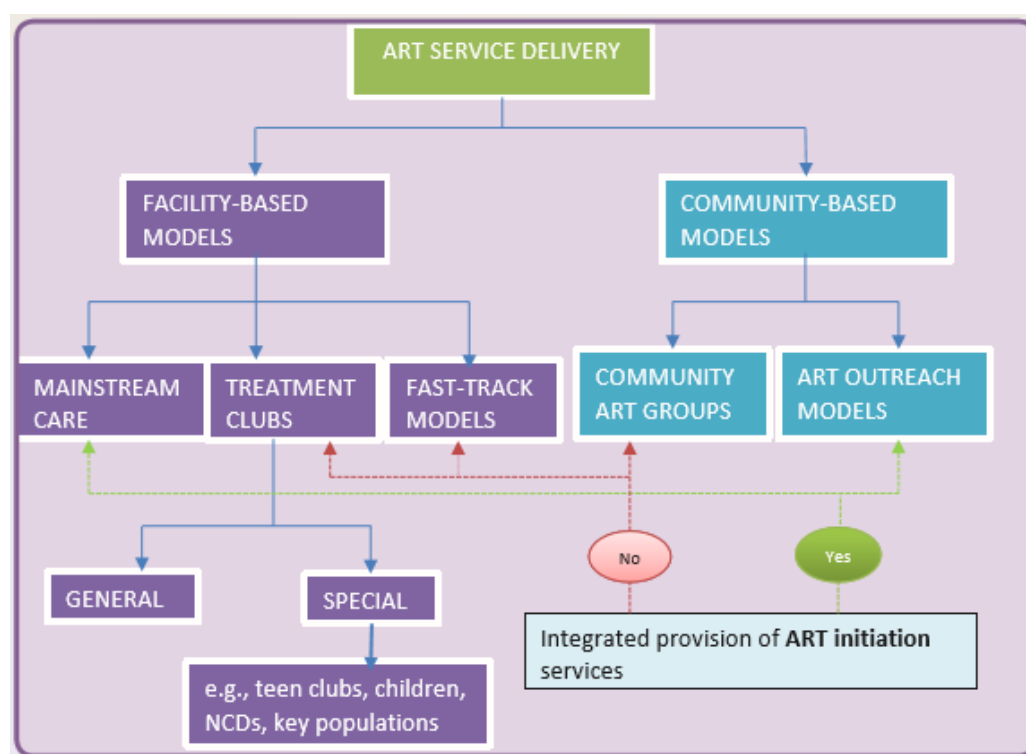 ART SERVICE DELIVERY
FACILITY-BASED
MODELS
COMMUNITY-BASED
MODELS
MAINSTREAM
CARE
TREATMENT
CLUBS
FAST-TRACK
MODELS
COMMUNITY
ART GROUPS
ART OUTREACH
MODELS
No
Yes
GENERAL
SPECIAL
Integrated provision of ART initiation
services
e.g., teen clubs, children,
NCDs, key populations